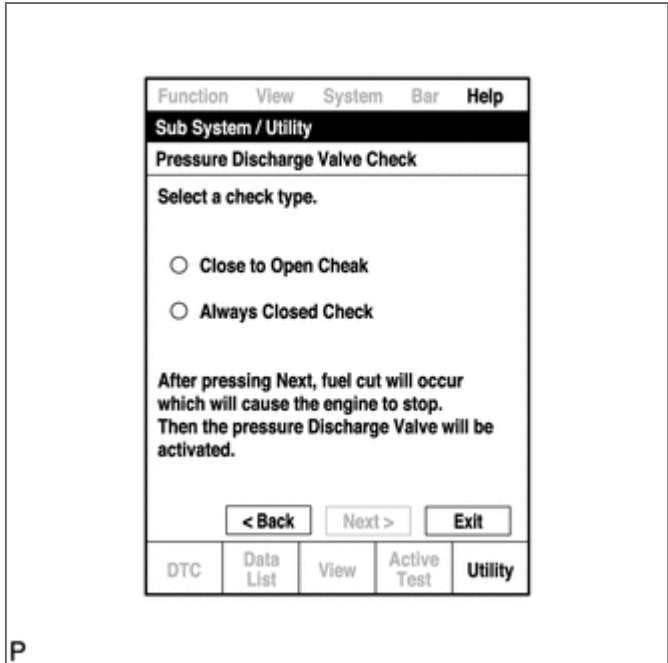 Function View System Bar Help
Sub System / Utility
Pressure Discharge Valve Check
Select a check type.
Close to Open Cheak
Always Closed Check
After pressing Next, fuel cut will occur
which will cause the engine to stop.
Then the pressure Discharge Valve will be
activated.
< Back Next > Exit
DTC Data List View Active Test Utility
P